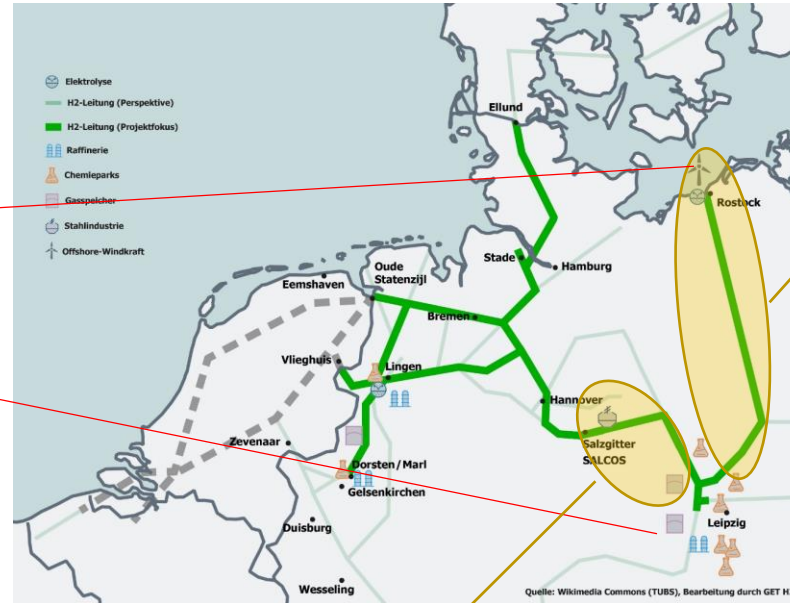 Elektrolyse
H2-Leitung (Perspektive)
H2-Leitung (Projektfokus)
Raffinerie
Chemieparks
Gasspeicher
Stahlindustrie
Offshore-Windkraft
Ellund
Rostock
Stade
Hamburg
Oude
Statenzijl
Eemshaven
Bremen
Vlieghuis
Lingen
Hannover
Zevenaar
Salzgitter
SALCOS
Dorsten/Marl
Gelsenkirchen
Leipzig
Duisburg
Wesseling
Quelle: Wikimedia Commons (TUBS), Bearbeitung durch GET H